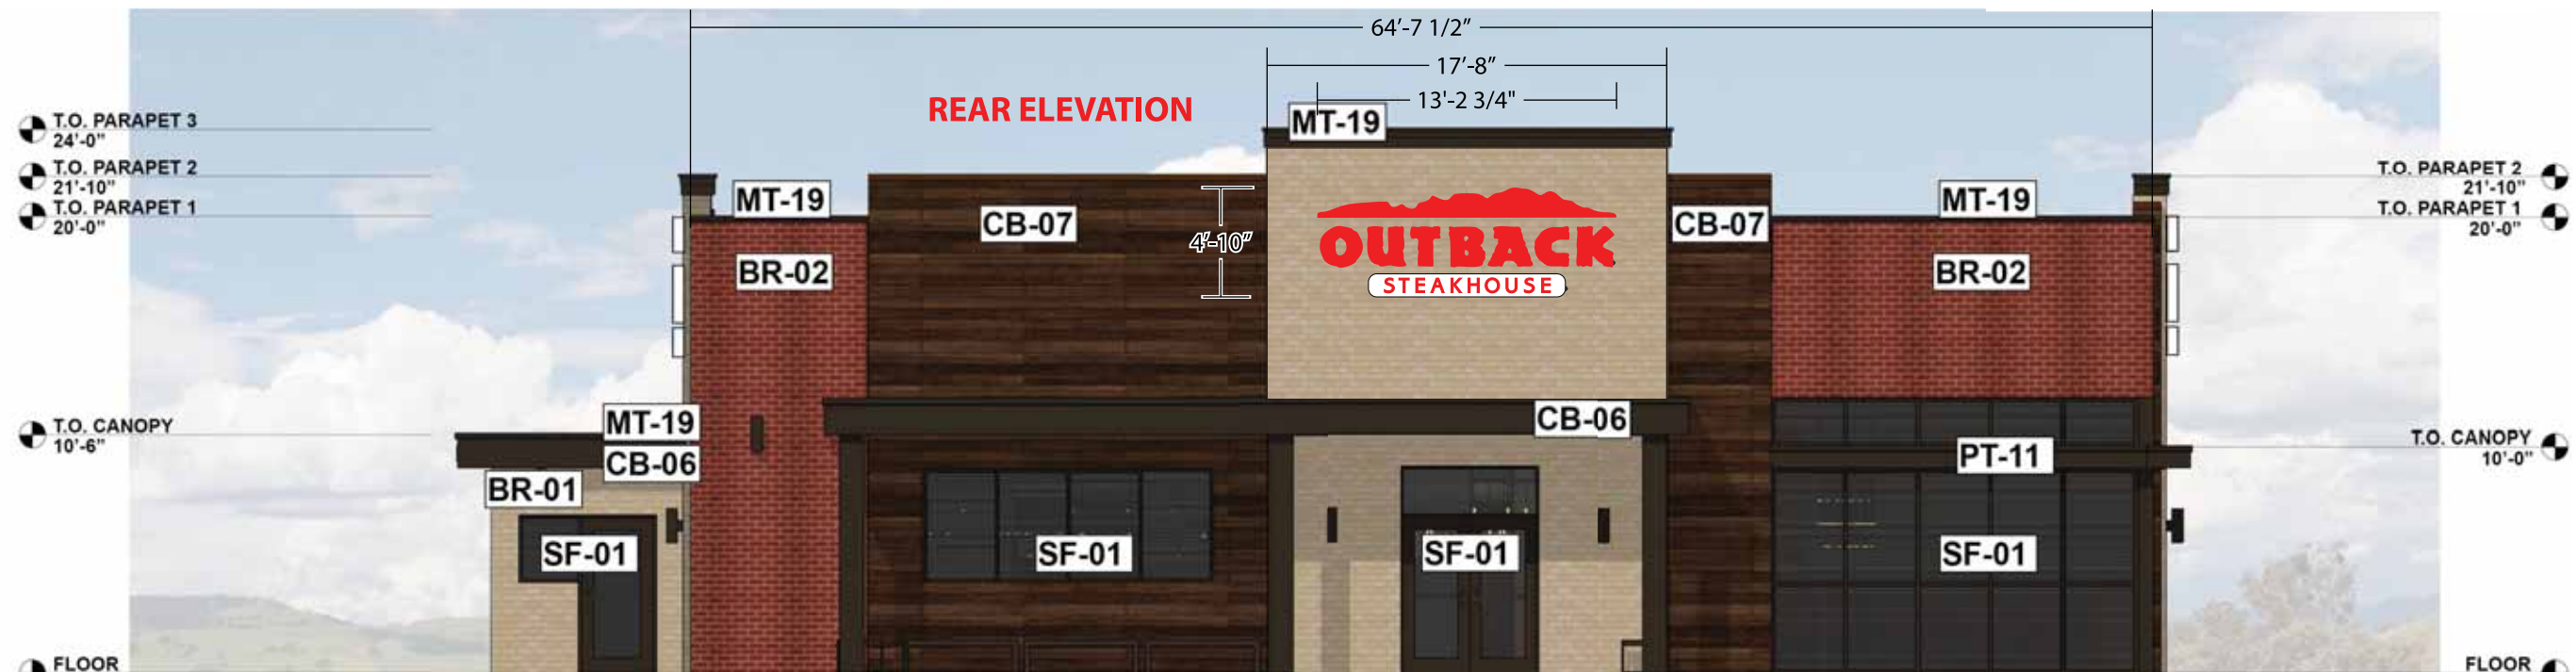 64'-7 1/2"
17'-8"
13'-2 3/4"
REAR ELEVATION
T.O. PARAPET 3
24'-0"
T.O. PARAPET 2
21'-10"
T.O. PARAPET 1
20'-0"
T.O. CANOPY
10'-6"
FLOOR
MT-19
MT-19
MT-19
CB-07
CB-07
4'-10"
BR-02
BR-02
OUTBACK
STEAKHOUSE
MT-19
CB-06
CB-06
BR-01
PT-11
SF-01
SF-01
SF-01
SF-01
T.O. PARAPET 2
21'-10"
T.O. PARAPET 1
20'-0"
T.O. CANOPY
10'-0"
FLOOR